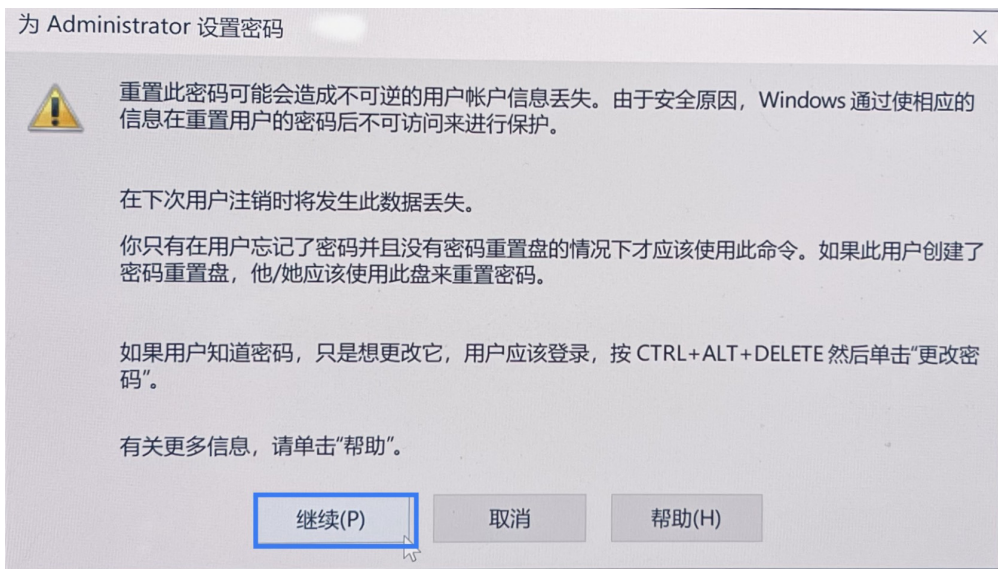 为 Administrator 设置密码
重置此密码可能会造成不可逆的用户帐户信息丢失。由于安全原因，Windows 通过使相应的
信息在重置用户的密码后不可访问来进行保护。
在下次用户注销时将发生此数据丢失。
你只有在用户忘记了密码并且没有密码重置盘的情况下才应该使用此命令。如果此用户创建了
密码重置盘，他/她应该使用此盘来重置密码。
如果用户知道密码，只是想更改它，用户应该登录，按 CTRL+ALT+DELETE 然后单击“更改密
码”。
有关更多信息，请单击“帮助”。
继续(P) 取消 帮助(H)